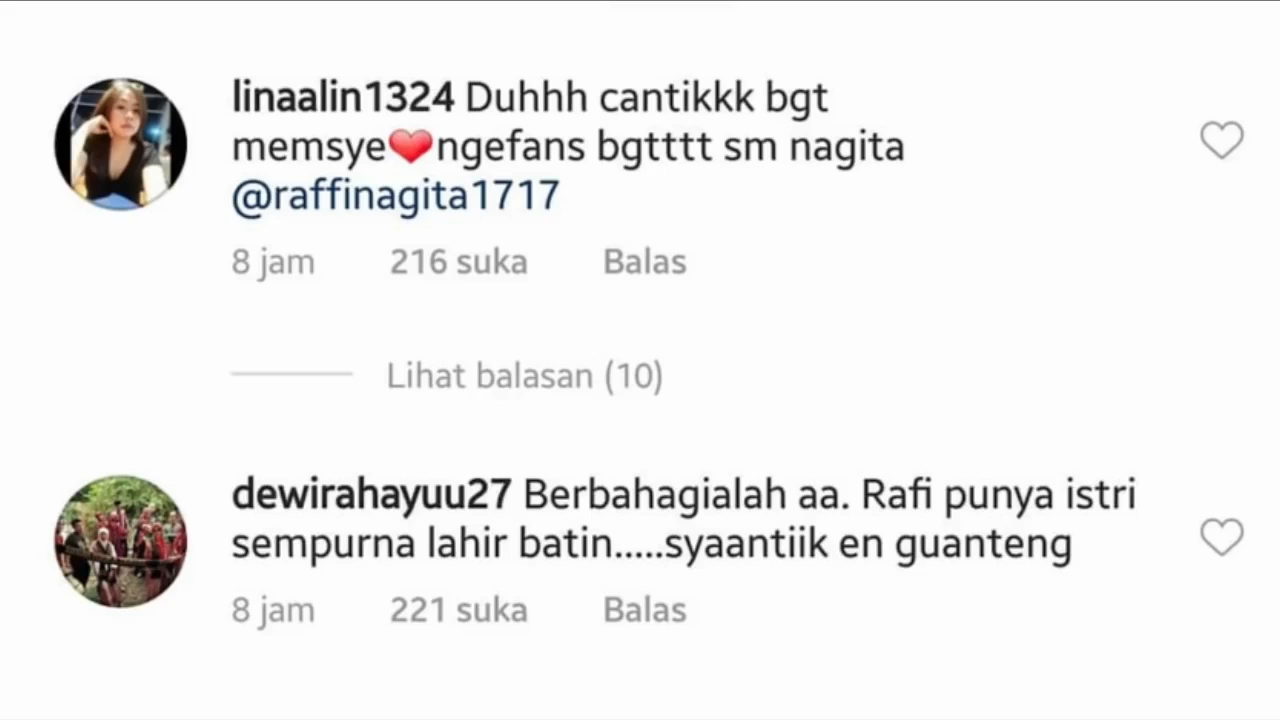 linaalin1324 Duhhh cantikkk bgt
memsye❤️ngefans bgtttt sm nagita
@raffinagita1717
8 jam 216 suka Balas
Lihat balasan (10)
dewirahayuu27 Berbahagialah aa. Rafi punya istri
sempurna lahir batin.....syaantiik en guanteng
8 jam 221 suka Balas